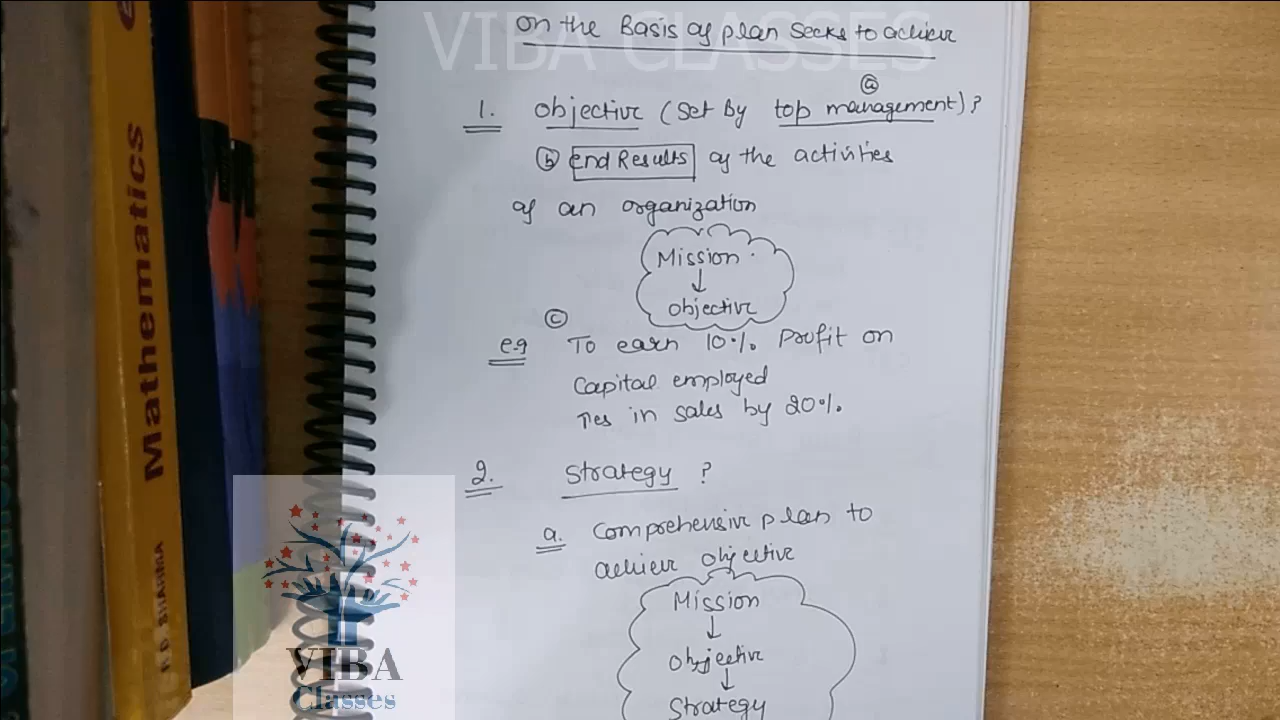 VIBA CLASSES
on the Basis of plan seeks to achieve
1. objective (set by top management)?
a
b end Results of the activities
of an organization
Mission
↓
objective
c
e.g To earn 10% profit on
capital employed
in sales by 20%.
2. Strategy ?
a. Comprehensive plan to
achieve objective
Mission
↓
Objective
↓
Strategy
Mathematics
R.D. SHARMA
VIBA
Classes